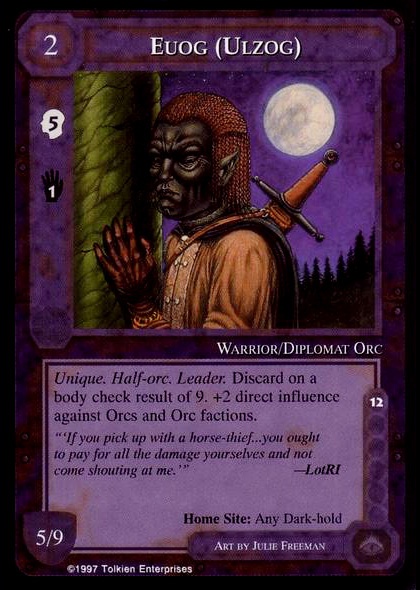 2
EUOG (ULZOG)
5
1
WARRIOR/DIPLOMAT ORC
Unique. Half-orc. Leader. Discard on a
body check result of 9. +2 direct influence
against Orcs and Orc factions.
“‘If you pick up with a horse-thief...you ought
to pay for all the damage yourselves and not
come shouting at me.’” —LotRI
12
Home Site: Any Dark-hold
5/9
ART BY JULIE FREEMAN
©1997 Tolkien Enterprises